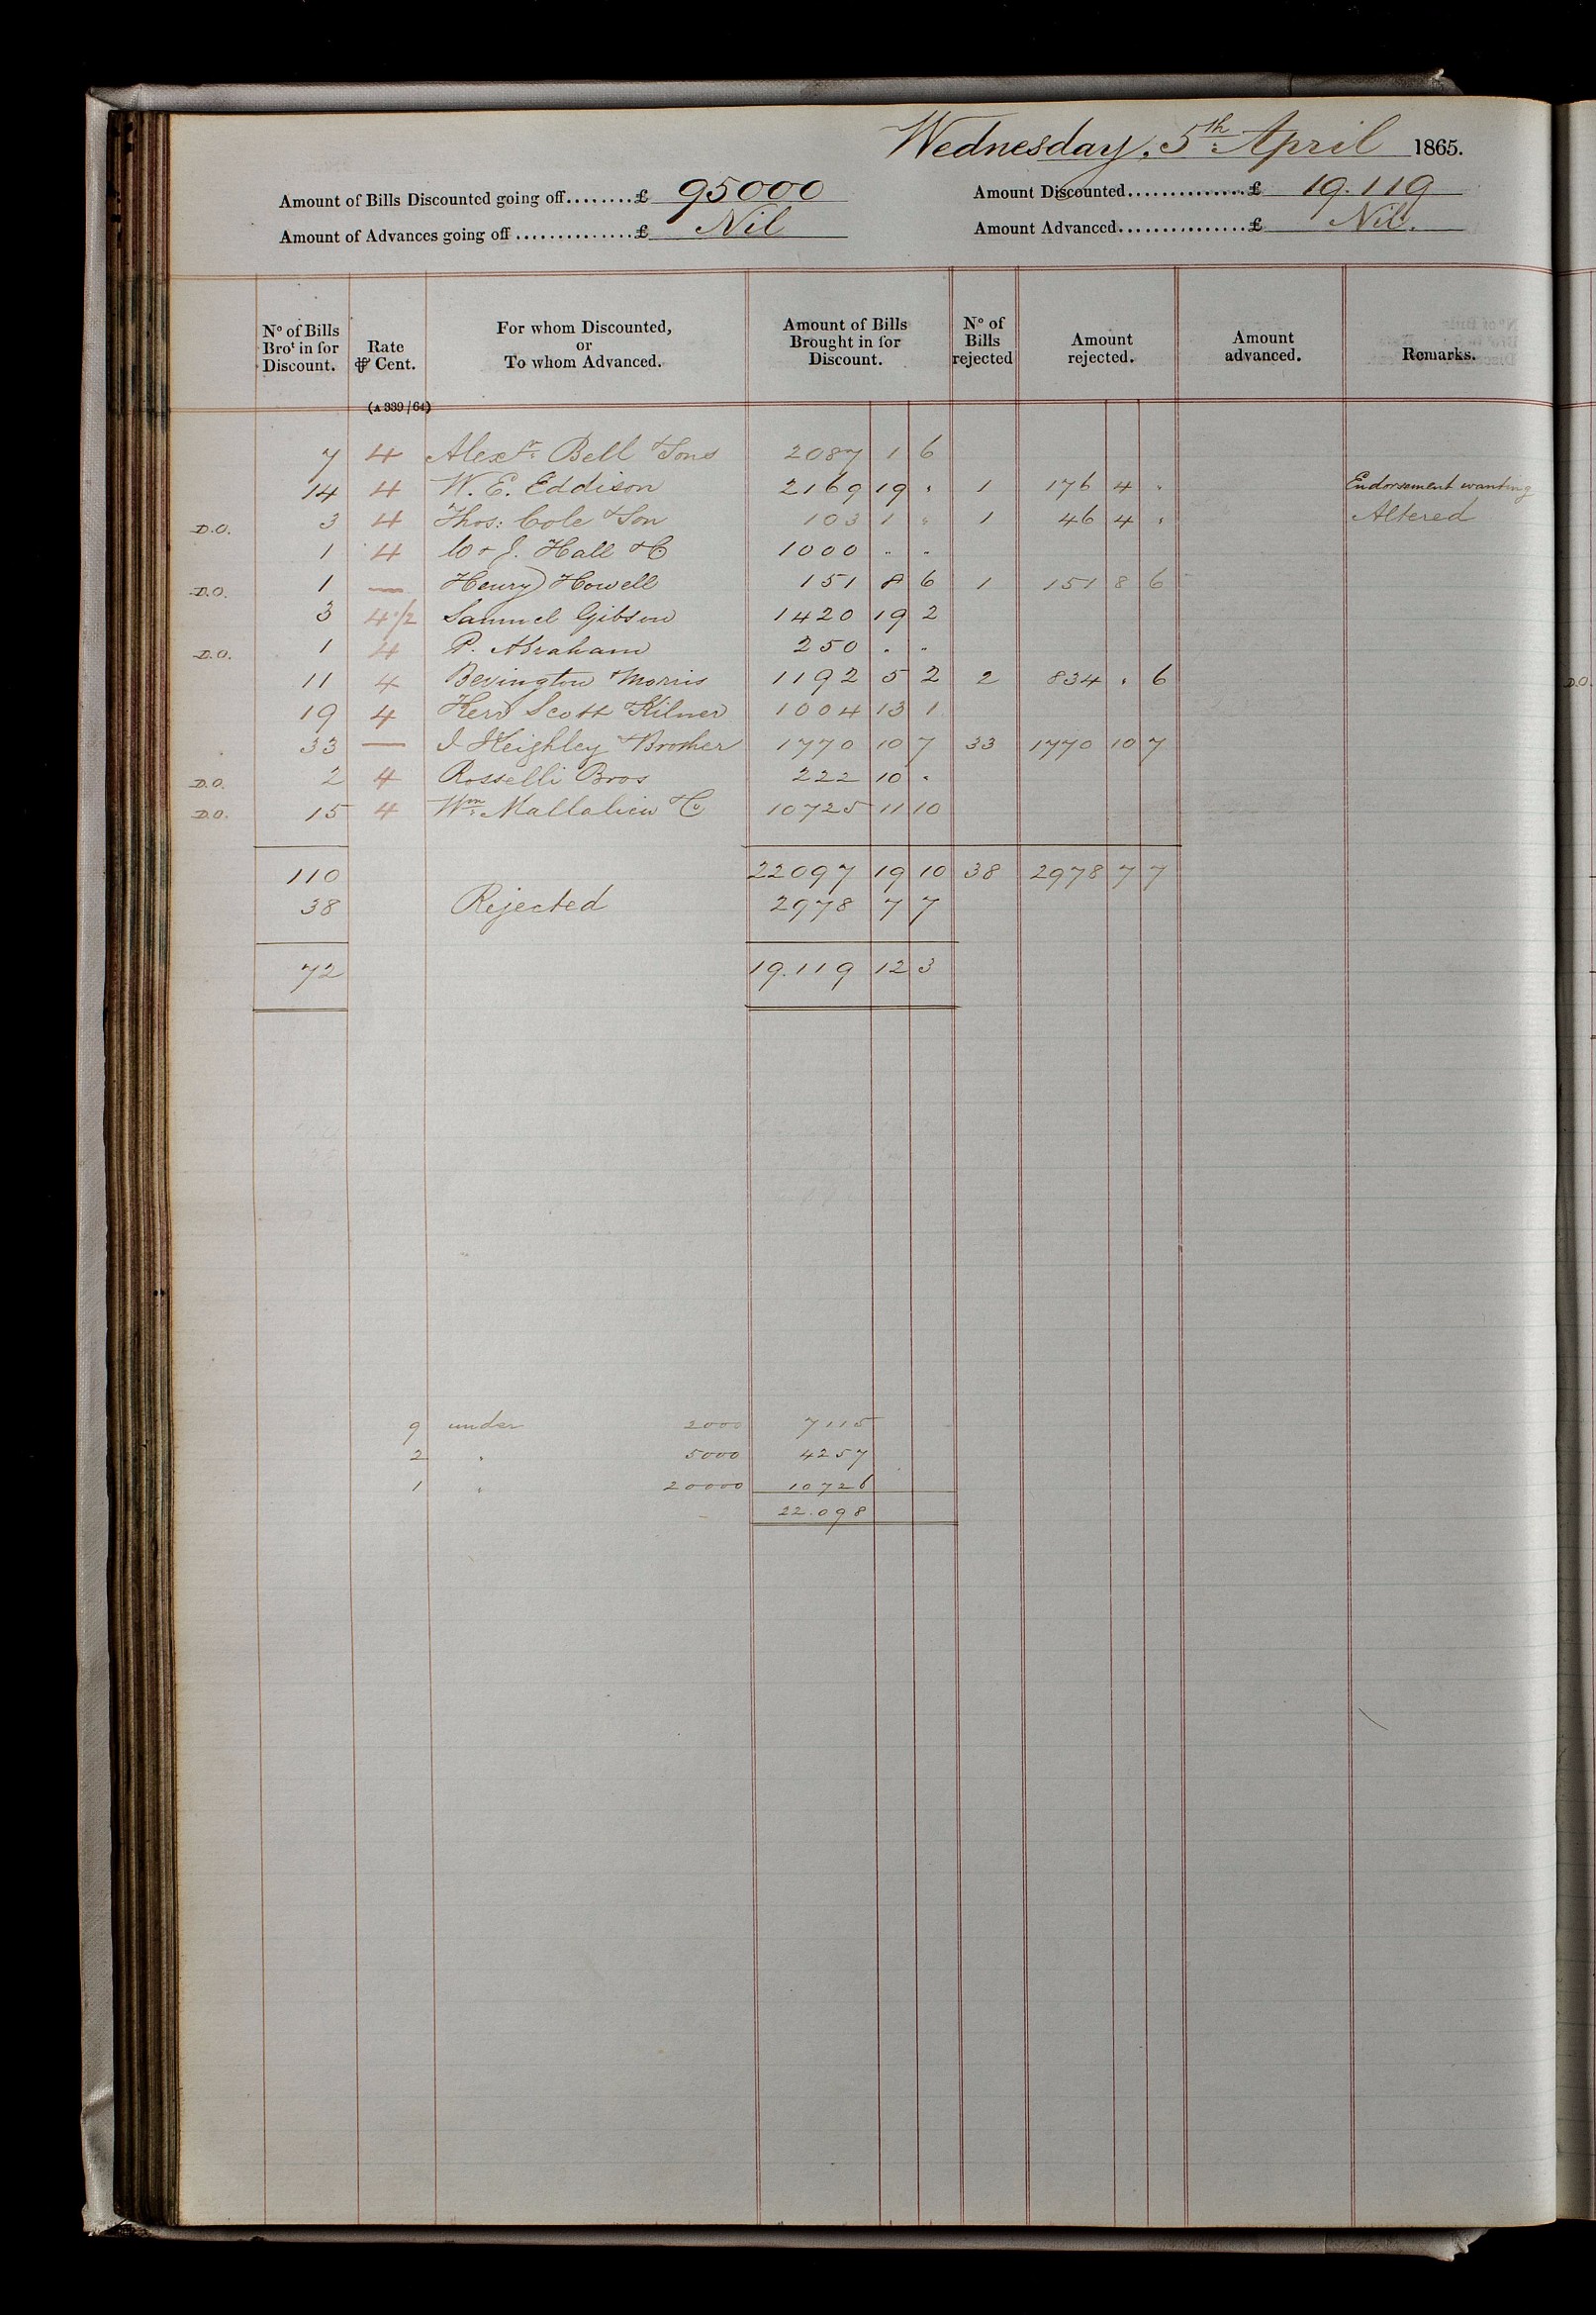 Wednesday, 5th April 1865.
Amount of Bills Discounted going off........£ 95000
Amount Discounted...............£ 19.119
Amount of Advances going off...............£ Nil
Amount Advanced................£ Nil.
No of Bills Brot in for Discount. Rate ⅌ Cent. For whom Discounted, or To whom Advanced. Amount of Bills Brought in for Discount. No of Bills rejected Amount rejected. Amount advanced. Remarks.
(A 339/64)
7 4 Alexr Bell & Sons 2087 1 6
14 4 W. E. Eddison 2169 19 " 1 176 4 " Endorsement wanting
D.O. 3 4 Thos: Cole & Son 103 1 " 1 46 4 " Altered
1 4 W & J. Hall & Co 1000 " "
D.O. 1 — Henry Howell 151 8 6 1 151 8 6
3 4 1/2 Samuel Gibson 1420 19 2
D.O. 1 4 P. Abraham 250 " "
11 4 Bevington & Morris 1192 5 2 2 834 " 6
19 4 Kerr Scott & Kilner 1004 13 1
33 — J Heighley & Brother 1770 10 7 33 1770 10 7
D.O. 2 4 Rosselli Bros 222 10 "
D.O. 15 4 Wm Mallalieu & Co 10725 11 10
110 22097 19 10 38 2978 7 7
38 Rejected 2978 7 7
72 19.119 12 3
9 under 2000 7115
2 " 5000 4257
1 " 20000 10726
22.098
D.O.